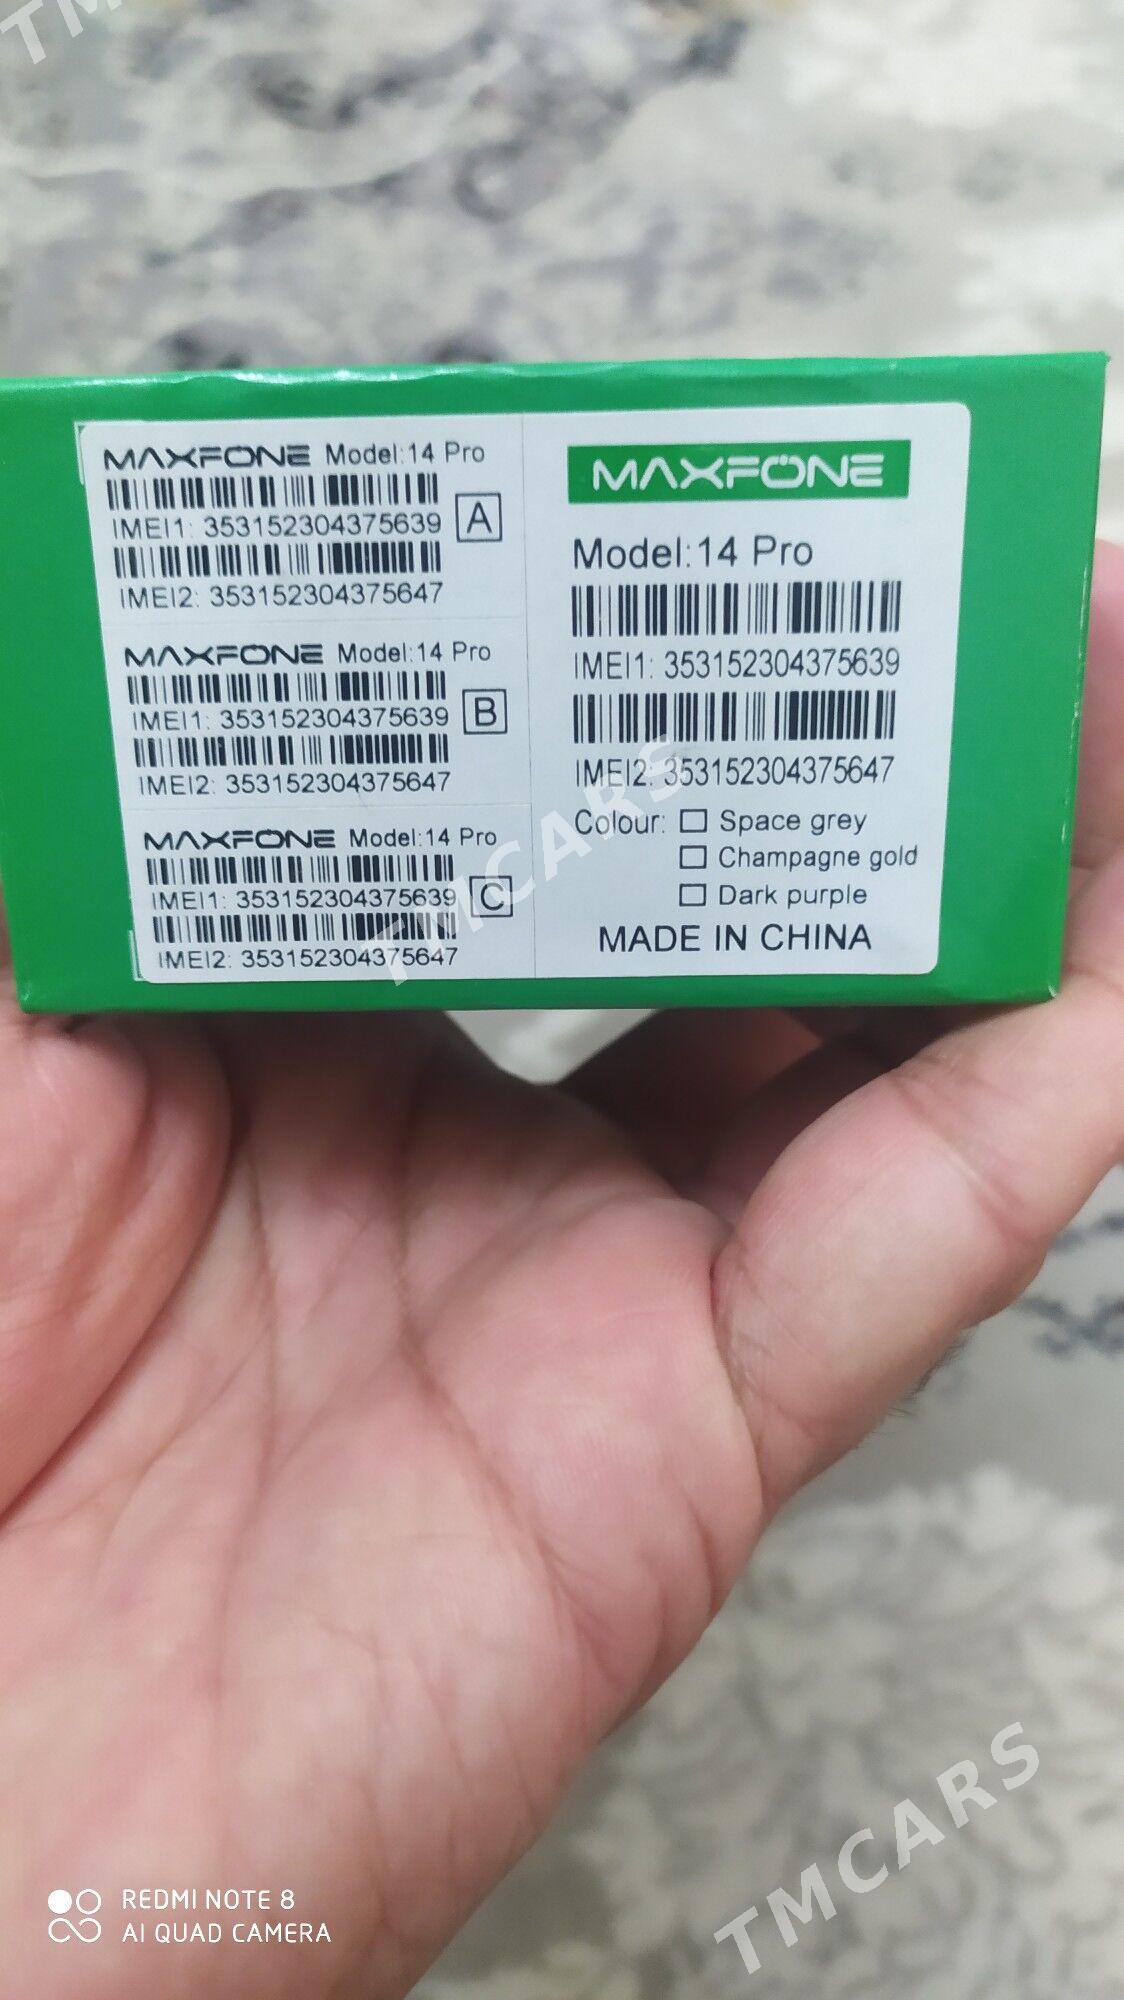 TM
MAXFONE Model:14 Pro
IMEI1: 353152304375639
A
IMEI2: 353152304375647
MAXFONE Model:14 Pro
IMEI1: 353152304375639
B
IMEI2: 353152304375647
MAXFONE Model:14 Pro
IMEI1: 353152304375639
C
IMEI2: 353152304375647
MAXFONE
Model:14 Pro
IMEI1: 353152304375639
IMEI2: 353152304375647
Colour: Space grey
Champagne gold
Dark purple
MADE IN CHINA
TMCARS
TMCARS
REDMI NOTE 8
AI QUAD CAMERA